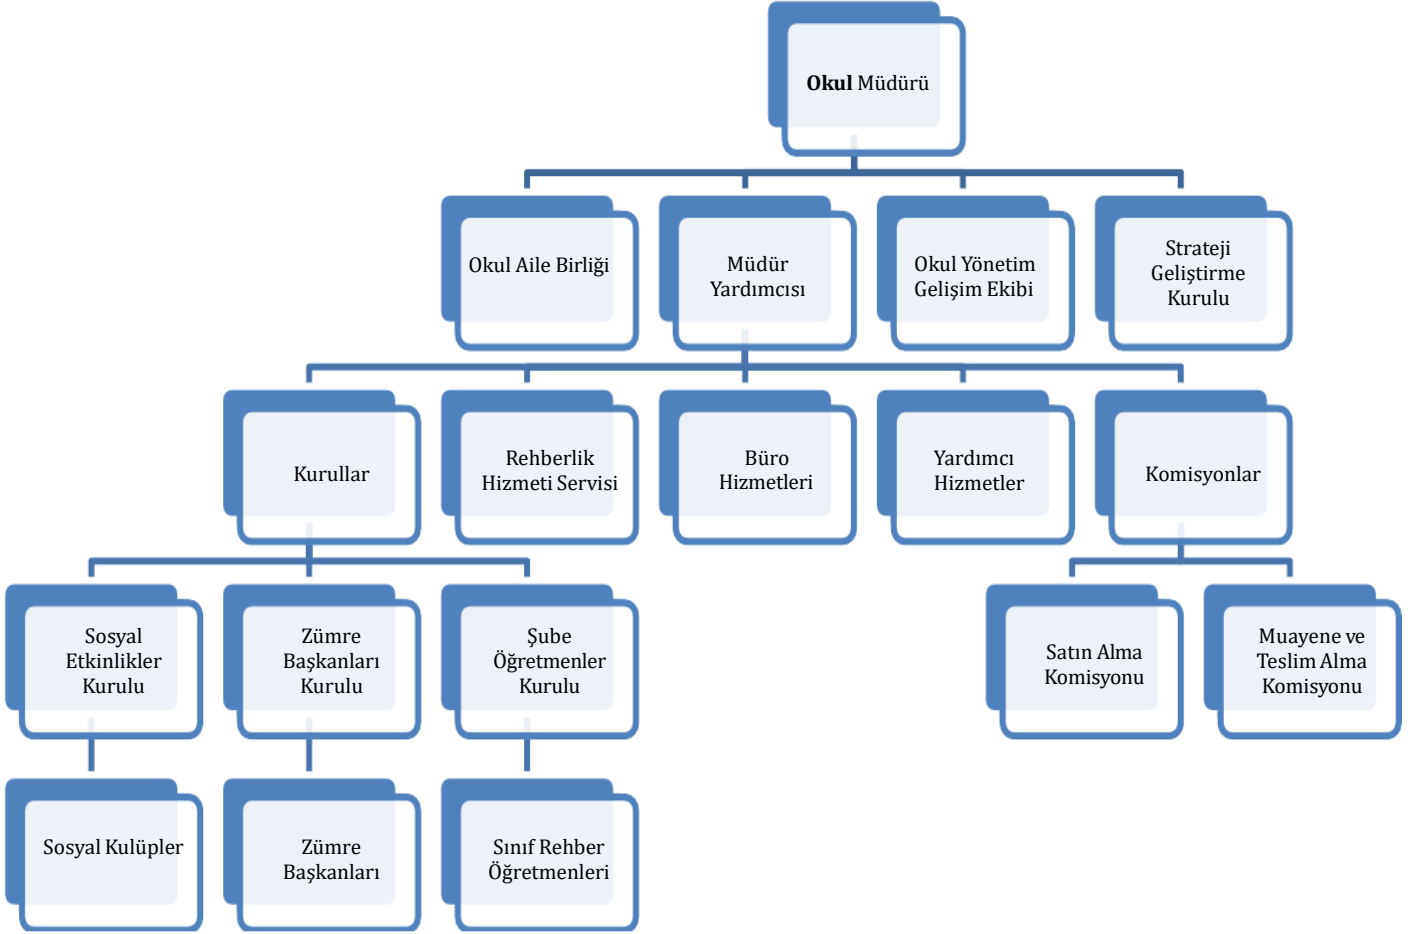 Okul Müdürü
Okul Aile Birliği
Müdür
Yardımcısı
Okul Yönetim
Gelişim Ekibi
Strateji
Geliştirme
Kurulu
Kurullar
Rehberlik
Hizmeti Servisi
Büro
Hizmetleri
Yardımcı
Hizmetler
Komisyonlar
Sosyal
Etkinlikler
Kurulu
Zümre
Başkanları
Kurulu
Şube
Öğretmenler
Kurulu
Satın Alma
Komisyonu
Muayene ve
Teslim Alma
Komisyonu
Sosyal Kulüpler
Zümre
Başkanları
Sınıf Rehber
Öğretmenleri